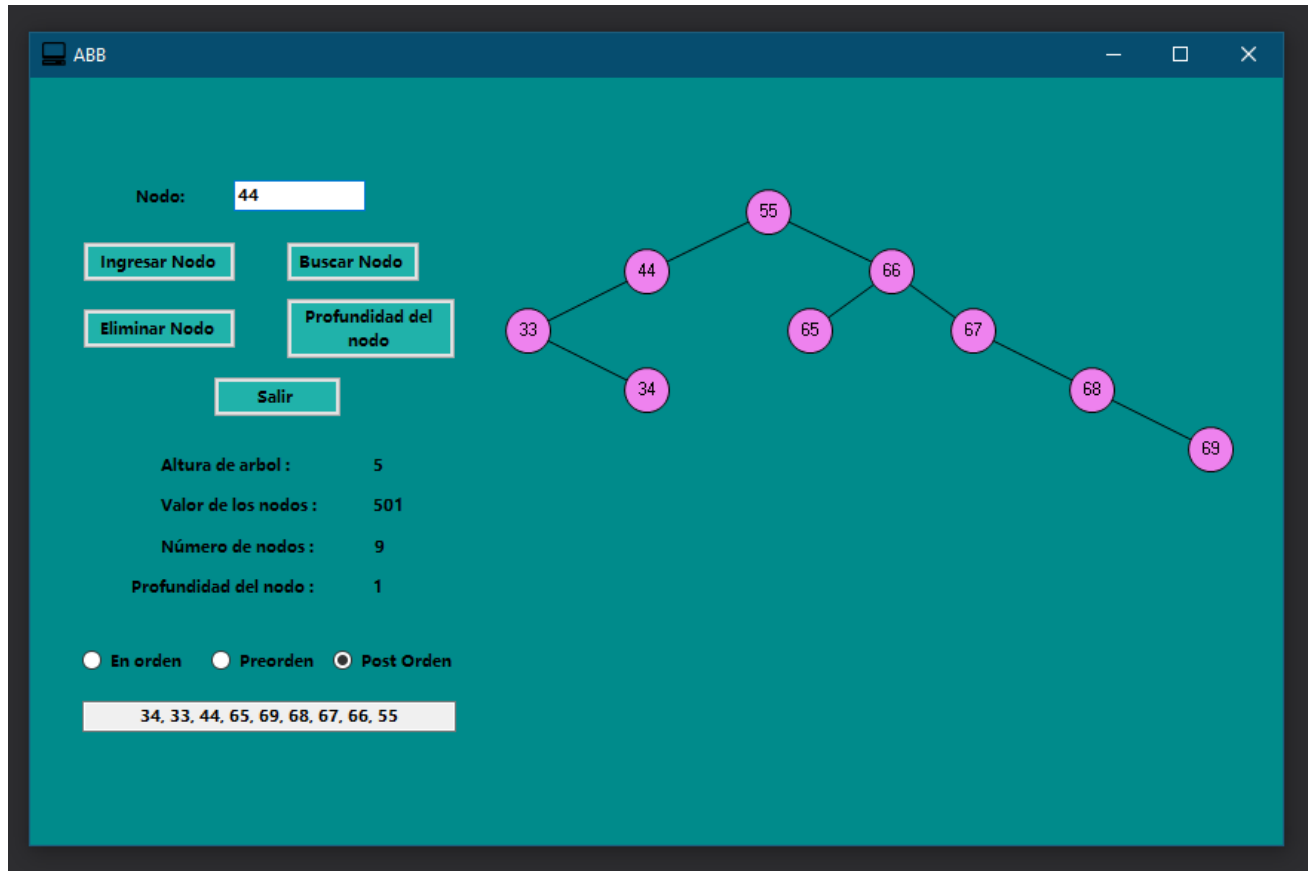 ABB
Nodo: 44
Ingresar Nodo Buscar Nodo
Eliminar Nodo Profundidad del
nodo
Salir
Altura de arbol : 5
Valor de los nodos : 501
Número de nodos : 9
Profundidad del nodo : 1
En orden Preorden Post Orden
34, 33, 44, 65, 69, 68, 67, 66, 55
55
44 66
33 65 67
34 68
69